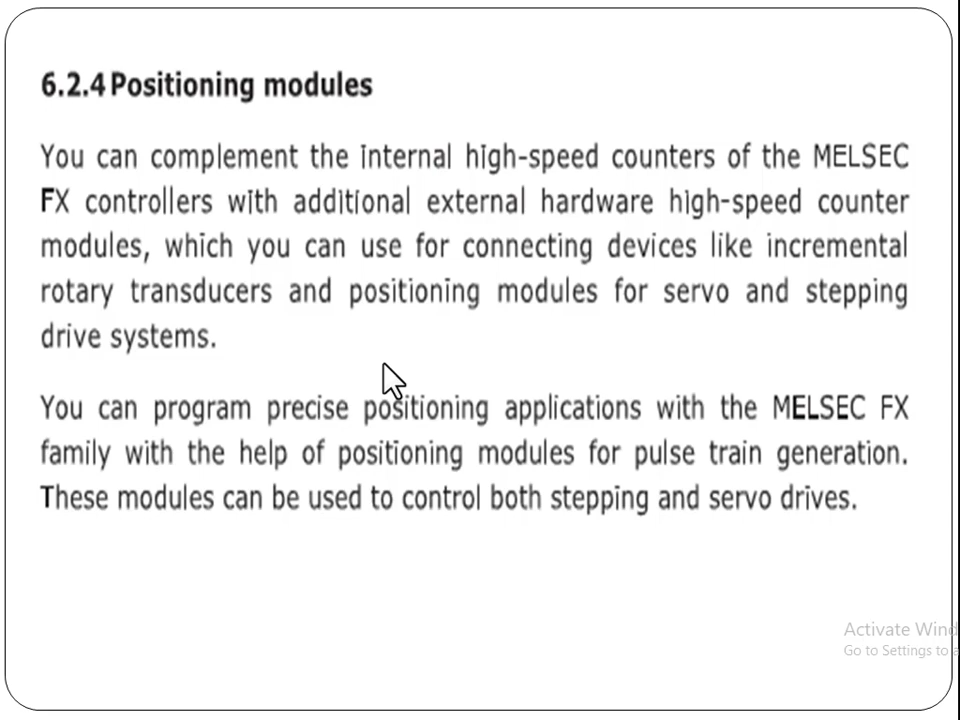 6.2.4 Positioning modules
You can complement the internal high-speed counters of the MELSEC
FX controllers with additional external hardware high-speed counter
modules, which you can use for connecting devices like incremental
rotary transducers and positioning modules for servo and stepping
drive systems.
You can program precise positioning applications with the MELSEC FX
family with the help of positioning modules for pulse train generation.
These modules can be used to control both stepping and servo drives.
Activate Wind
Go to Settings to a